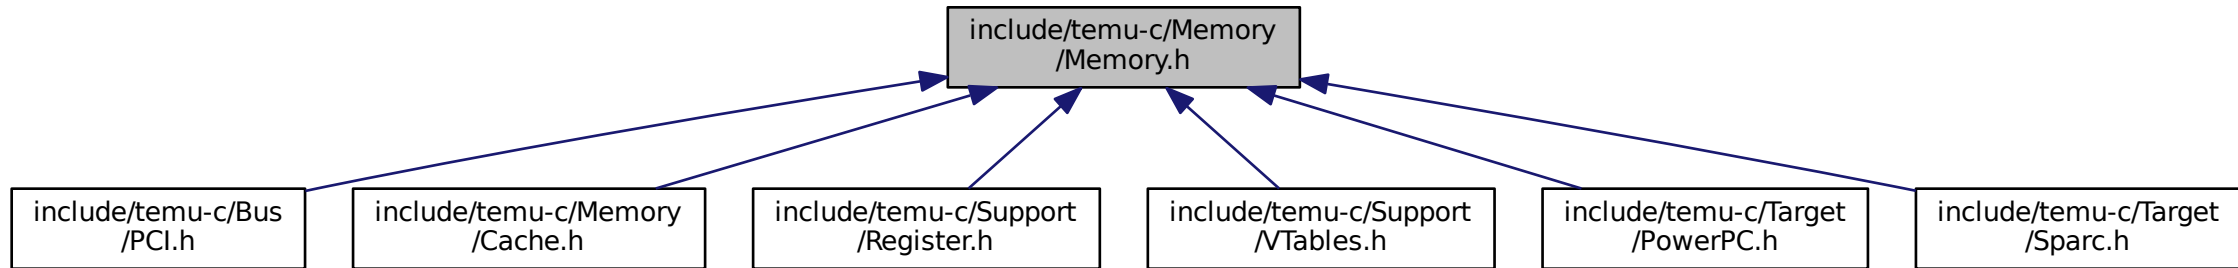 include/temu-c/Memory
/Memory.h
include/temu-c/Bus
/PCI.h
include/temu-c/Memory
/Cache.h
include/temu-c/Support
/Register.h
include/temu-c/Support
/VTables.h
include/temu-c/Target
/PowerPC.h
include/temu-c/Target
/Sparc.h